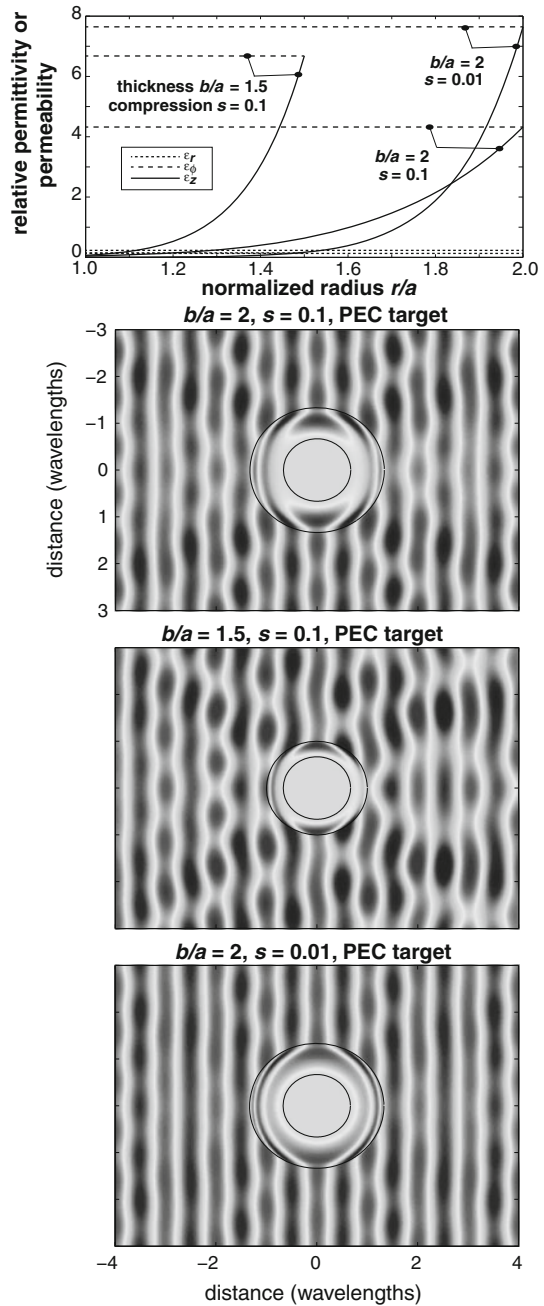 relative permittivity or
permeability
8
6
4
2
0
thickness b/a = 1.5
compression s = 0.1
b/a = 2
s = 0.01
b/a = 2
s = 0.1
εr
εϕ
εz
1.0
1.2
1.4
1.6
1.8
2.0
normalized radius r/a
b/a = 2, s = 0.1, PEC target
distance (wavelengths)
−3
−2
−1
0
1
2
3
b/a = 1.5, s = 0.1, PEC target
b/a = 2, s = 0.01, PEC target
−4
−2
0
2
4
distance (wavelengths)